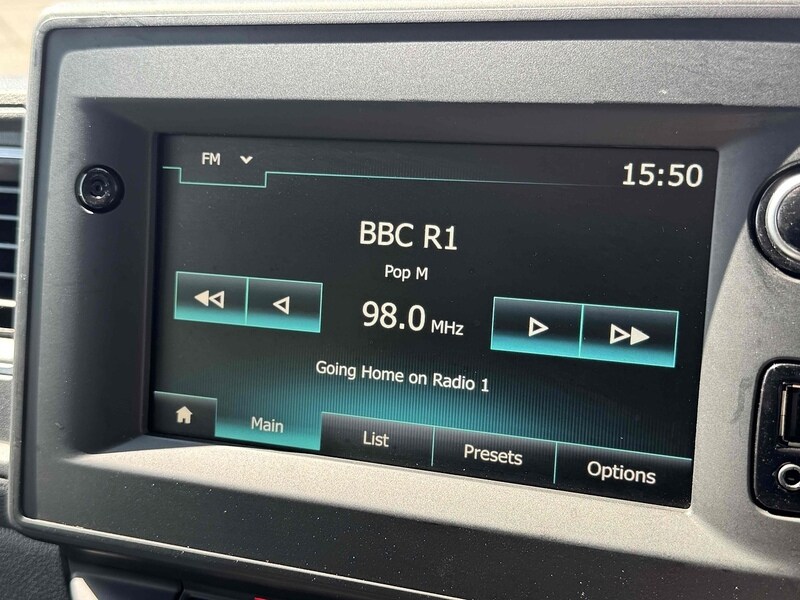 FM
15:50
BBC R1
Pop M
98.0 MHz
Going Home on Radio 1
Main
List
Presets
Options